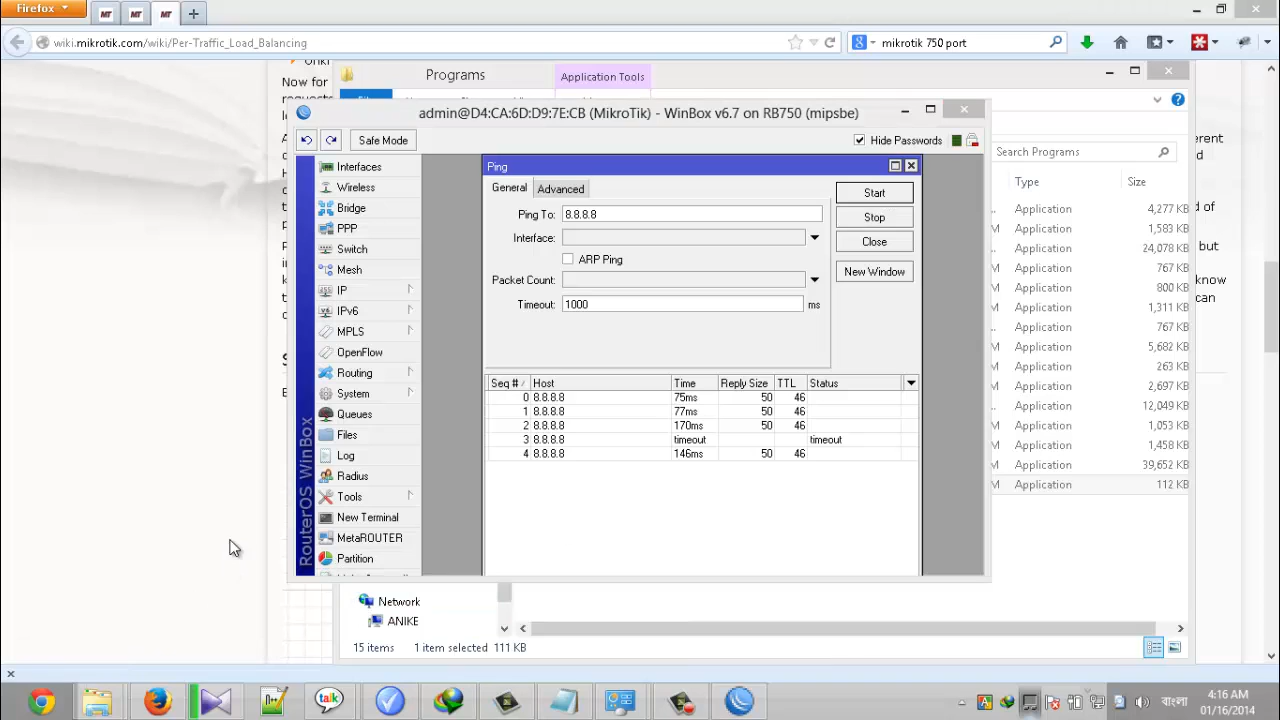 Firefox
wiki.mikrotik.com/wiki/Per-Traffic_Load_Balancing
mikrotik 750 port
Now for
Programs
Application Tools
admin@D4:CA:6D:D9:7E:CB (MikroTik) - WinBox v6.7 on RB750 (mipsbe)
Safe Mode
Hide Passwords
Search Programs
RouterOS WinBox
Interfaces
Wireless
Bridge
PPP
Switch
Mesh
IP
IPv6
MPLS
OpenFlow
Routing
System
Queues
Files
Log
Radius
Tools
New Terminal
MetaROUTER
Partition
Ping
General Advanced
Ping To: 8.8.8.8
Interface:
ARP Ping
Packet Count:
Timeout: 1000 ms
Start
Stop
Close
New Window
Seq # Host Time Reply Size TTL Status
0 8.8.8.8 75ms 50 46
1 8.8.8.8 77ms 50 46
2 8.8.8.8 170ms 50 46
3 8.8.8.8 timeout timeout
4 8.8.8.8 146ms 50 46
Type Size
Application 4,277 KB
Application 1,583 KB
Application 24,078 KB
Application 767 KB
Application 800 KB
Application 1,311 KB
Application 767 KB
Application 5,682 KB
Application 263 KB
Application 2,697 KB
Application 12,049 KB
Application 1,053 KB
Application 1,458 KB
Application 39,652 KB
Application 112 KB
erent
d of
but
know
can
Network
ANIKE
15 items 1 item selected 111 KB
talk
বাংলা
4:16 AM
01/16/2014